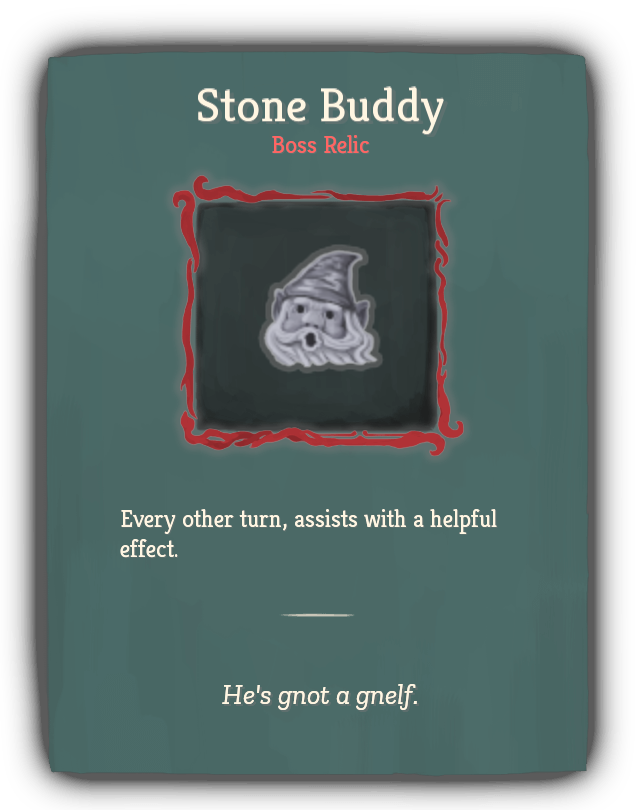 Stone Buddy
Boss Relic
Every other turn, assists with a helpful
effect.
He's gnot a gnelf.